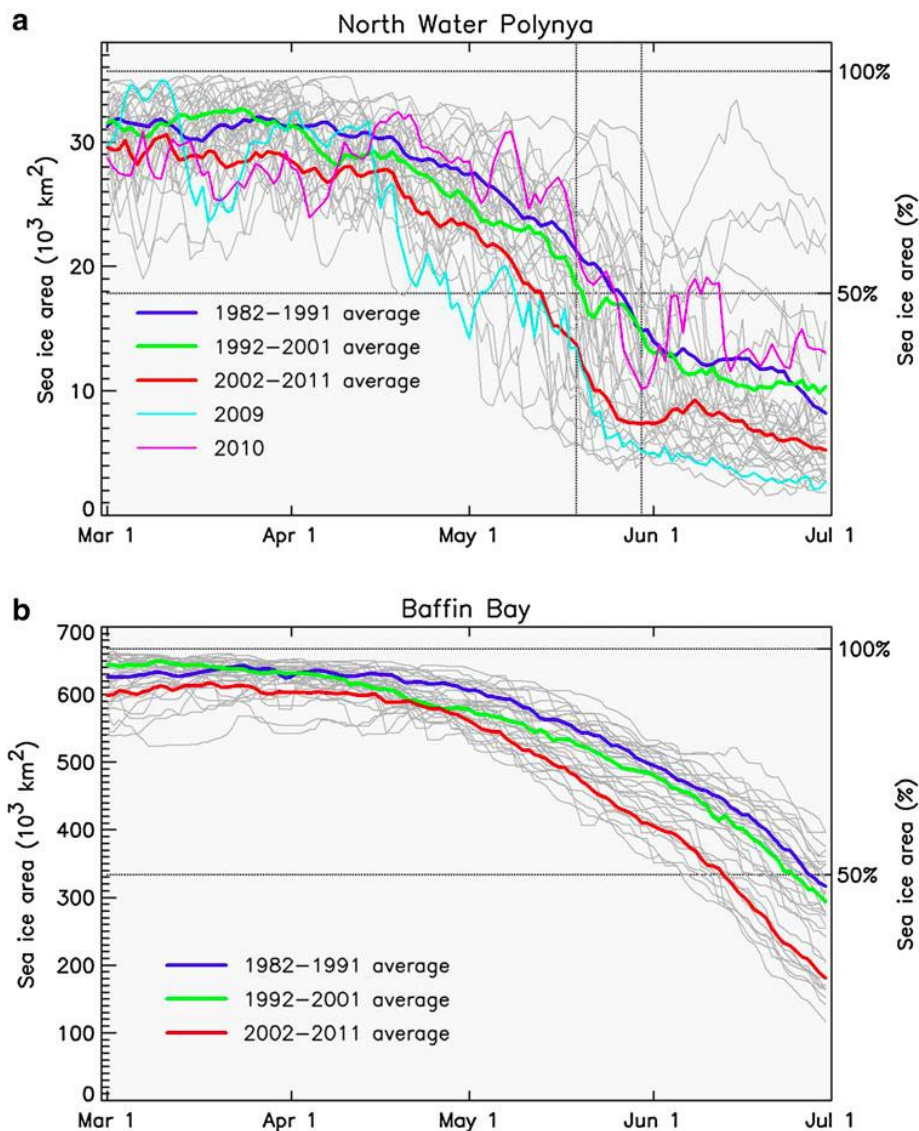 a
North Water Polynya
Sea ice area (10³ km²)
30
20
10
0
100%
50%
Sea ice area (%)
1982–1991 average
1992–2001 average
2002–2011 average
2009
2010
Mar 1 Apr 1 May 1 Jun 1 Jul 1
b
Baffin Bay
Sea ice area (10³ km²)
700
600
500
400
300
200
100
0
100%
50%
Sea ice area (%)
1982–1991 average
1992–2001 average
2002–2011 average
Mar 1 Apr 1 May 1 Jun 1 Jul 1